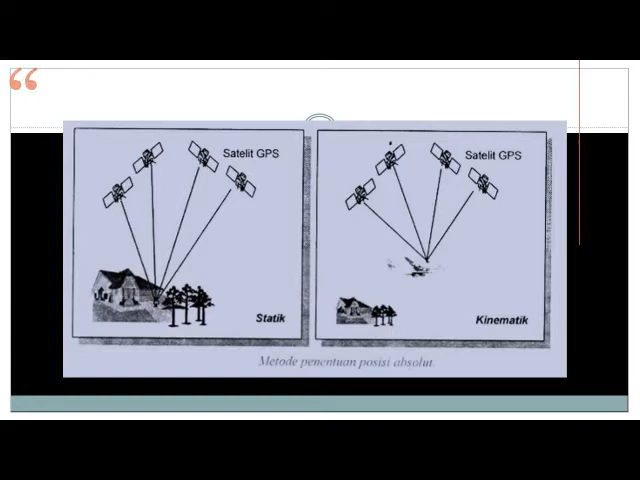 “
Satelit GPS
Statik
Satelit GPS
Kinematik
Metode penentuan posisi absolut.